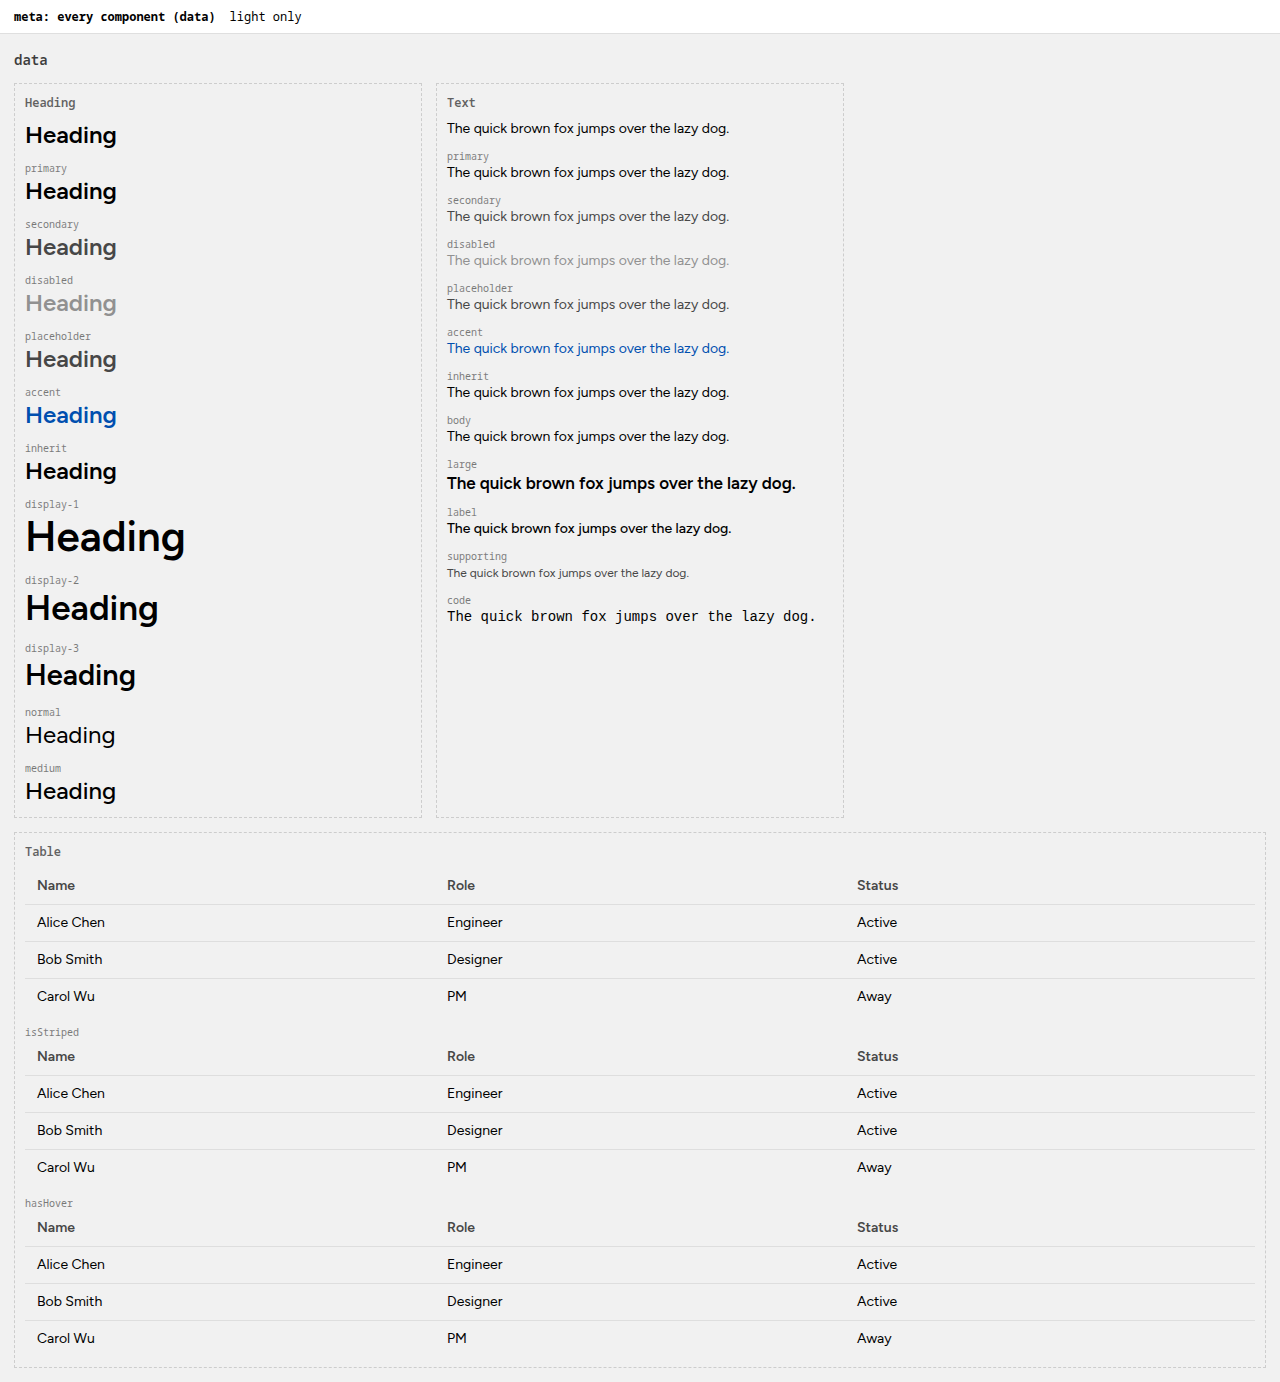 meta: every component (data) light only
data
Heading
Heading
primary
Heading
secondary
Heading
disabled
Heading
placeholder
Heading
accent
Heading
inherit
Heading
display-1
Heading
display-2
Heading
display-3
Heading
normal
Heading
medium
Heading
Text
The quick brown fox jumps over the lazy dog.
primary
The quick brown fox jumps over the lazy dog.
secondary
The quick brown fox jumps over the lazy dog.
disabled
The quick brown fox jumps over the lazy dog.
placeholder
The quick brown fox jumps over the lazy dog.
accent
The quick brown fox jumps over the lazy dog.
inherit
The quick brown fox jumps over the lazy dog.
body
The quick brown fox jumps over the lazy dog.
large
The quick brown fox jumps over the lazy dog.
label
The quick brown fox jumps over the lazy dog.
supporting
The quick brown fox jumps over the lazy dog.
code
The quick brown fox jumps over the lazy dog.
Table
Name Role Status
Alice Chen Engineer Active
Bob Smith Designer Active
Carol Wu PM Away
isStriped
Name Role Status
Alice Chen Engineer Active
Bob Smith Designer Active
Carol Wu PM Away
hasHover
Name Role Status
Alice Chen Engineer Active
Bob Smith Designer Active
Carol Wu PM Away